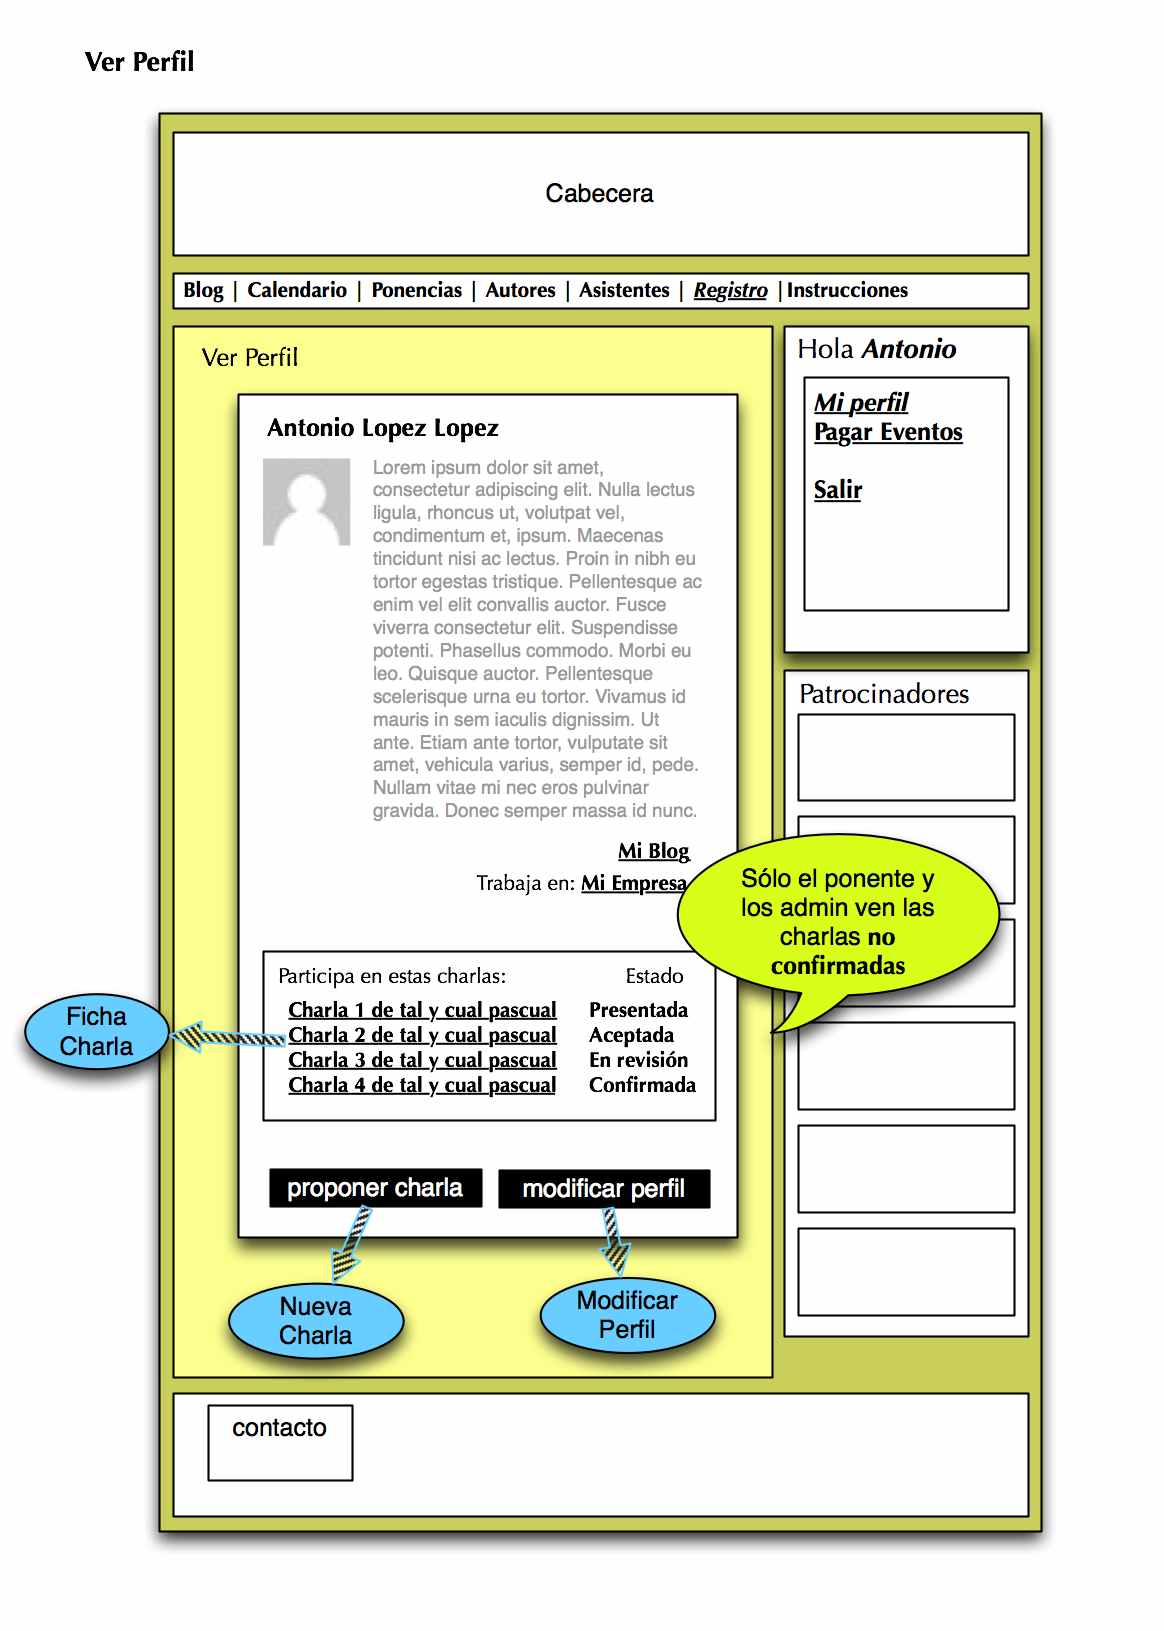 Ver Perfil
Cabecera
Blog | Calendario | Ponencias | Autores | Asistentes | Registro | Instrucciones
Ver Perfil
Antonio Lopez Lopez
Lorem ipsum dolor sit amet,
consectetur adipiscing elit. Nulla lectus
ligula, rhoncus ut, volutpat vel,
condimentum et, ipsum. Maecenas
tincidunt nisi ac lectus. Proin in nibh eu
tortor egestas tristique. Pellentesque ac
enim vel elit convallis auctor. Fusce
viverra consectetur elit. Suspendisse
potenti. Phasellus commodo. Morbi eu
leo. Quisque auctor. Pellentesque
scelerisque urna eu tortor. Vivamus id
mauris in sem iaculis dignissim. Ut
ante. Etiam ante tortor, vulputate sit
amet, vehicula varius, semper id, pede.
Nullam vitae mi nec eros pulvinar
gravida. Donec semper massa id nunc.
Mi Blog
Trabaja en: Mi Empresa
Participa en estas charlas: Estado
Charla 1 de tal y cual pascual Presentada
Charla 2 de tal y cual pascual Aceptada
Charla 3 de tal y cual pascual En revisión
Charla 4 de tal y cual pascual Confirmada
Ficha
Charla
proponer charla
modificar perfil
Nueva
Charla
Modificar
Perfil
Hola Antonio
Mi perfil
Pagar Eventos
Salir
Patrocinadores
Sólo el ponente y
los admin ven las
charlas no
confirmadas
contacto